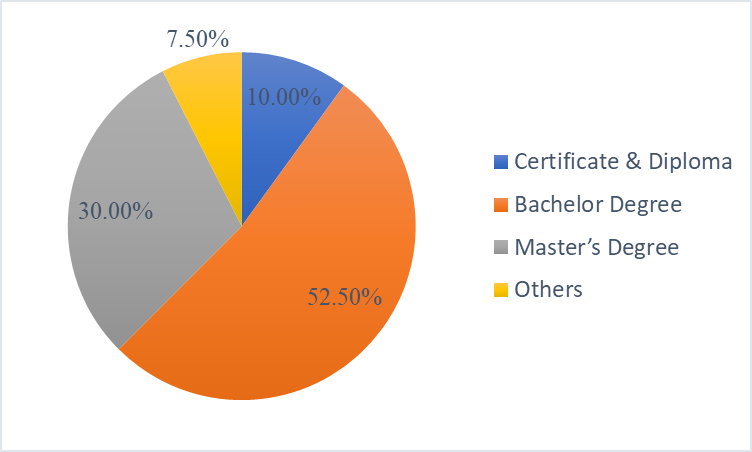 7.50%
10.00%
30.00%
52.50%
Certificate & Diploma
Bachelor Degree
Master’s Degree
Others